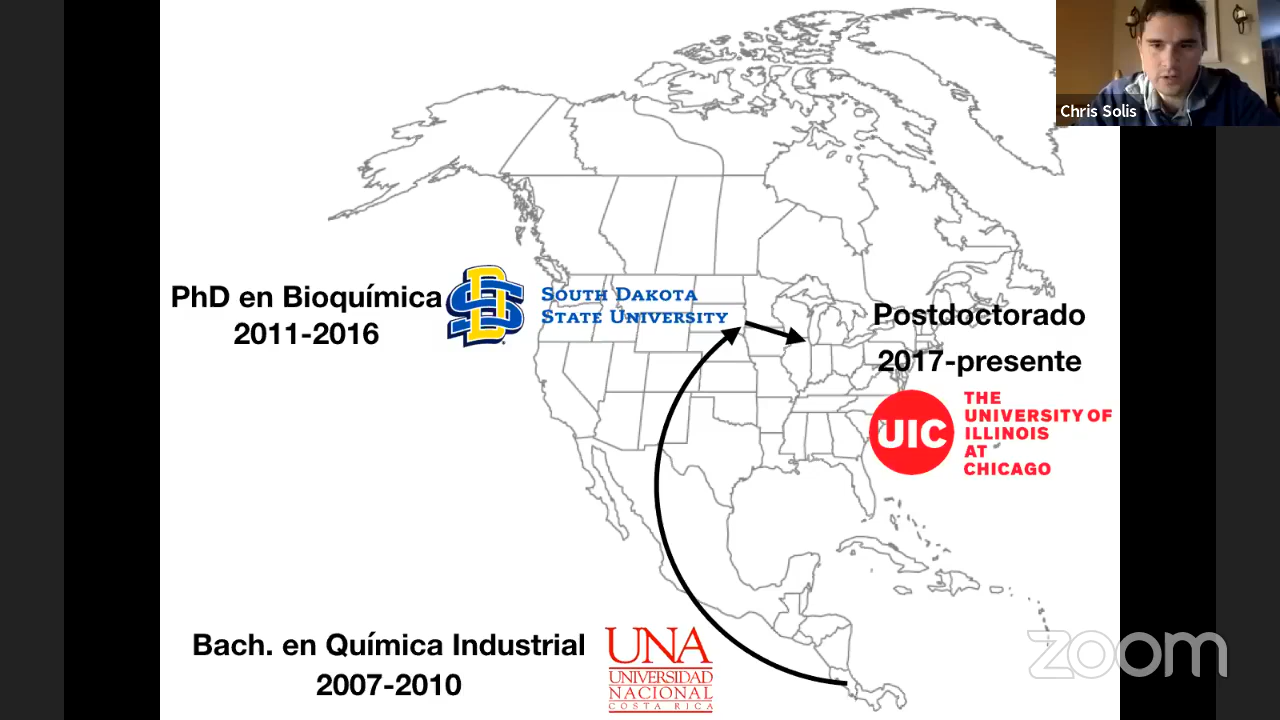 Chris Solis
PhD en Bioquímica
2011-2016
SOUTH DAKOTA
STATE UNIVERSITY
Postdoctorado
2017-presente
UIC
THE
UNIVERSITY OF
ILLINOIS
AT
CHICAGO
Bach. en Química Industrial
2007-2010
UNA
UNIVERSIDAD
NACIONAL
COSTA RICA
zoom